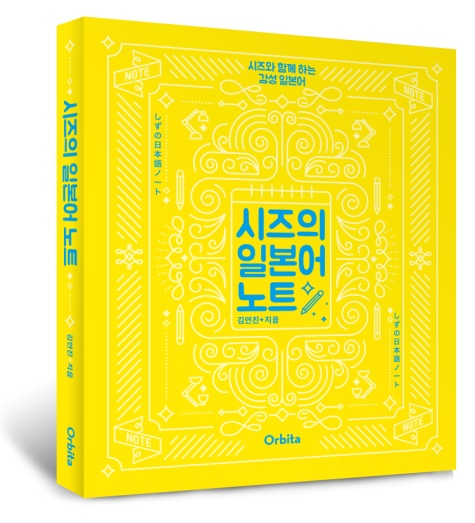 시즈의 일본어 노트
김연진 지음
Orbita
NOTE
NOTE
시즈와 함께 하는
감성 일본어
しずの日本語ノート
시즈의
일본어
노트
김연진 지음
しずの日本語ノート
NOTE
NOTE
Orbita